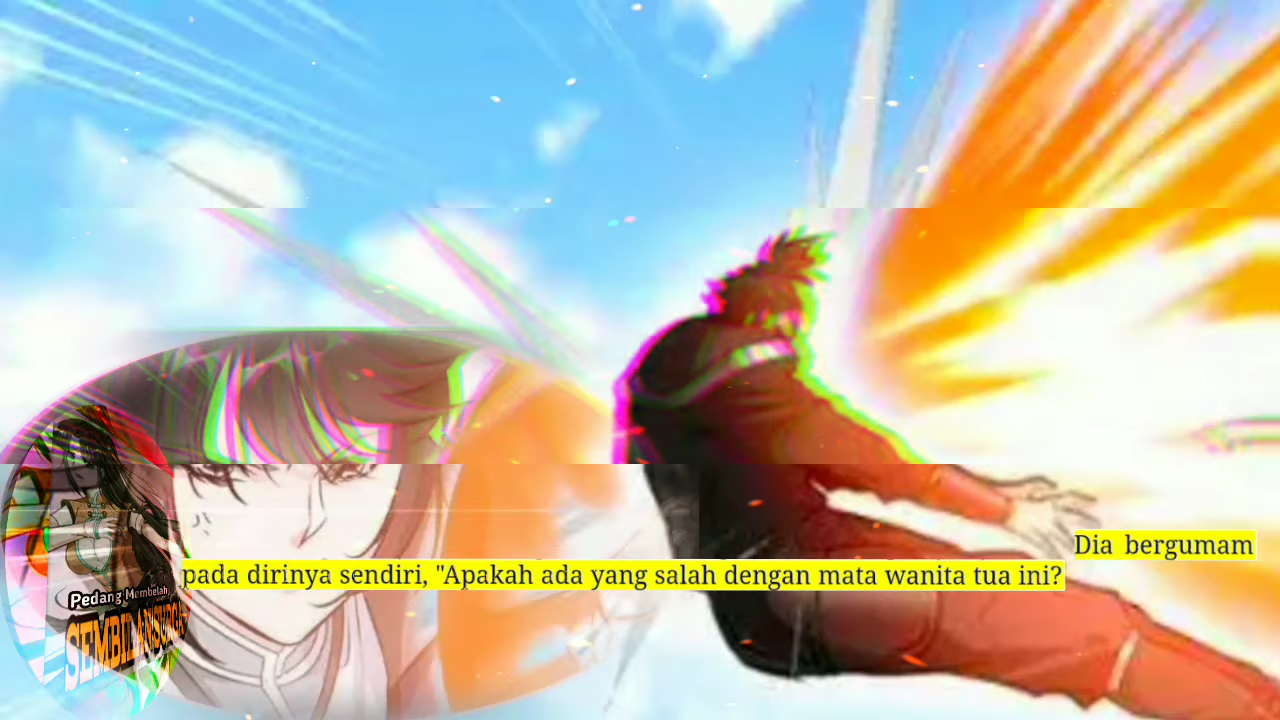 Dia bergumam
pada dirinya sendiri, "Apakah ada yang salah dengan mata wanita tua ini?
Pedang Membelah
SEMBILAN SURGA